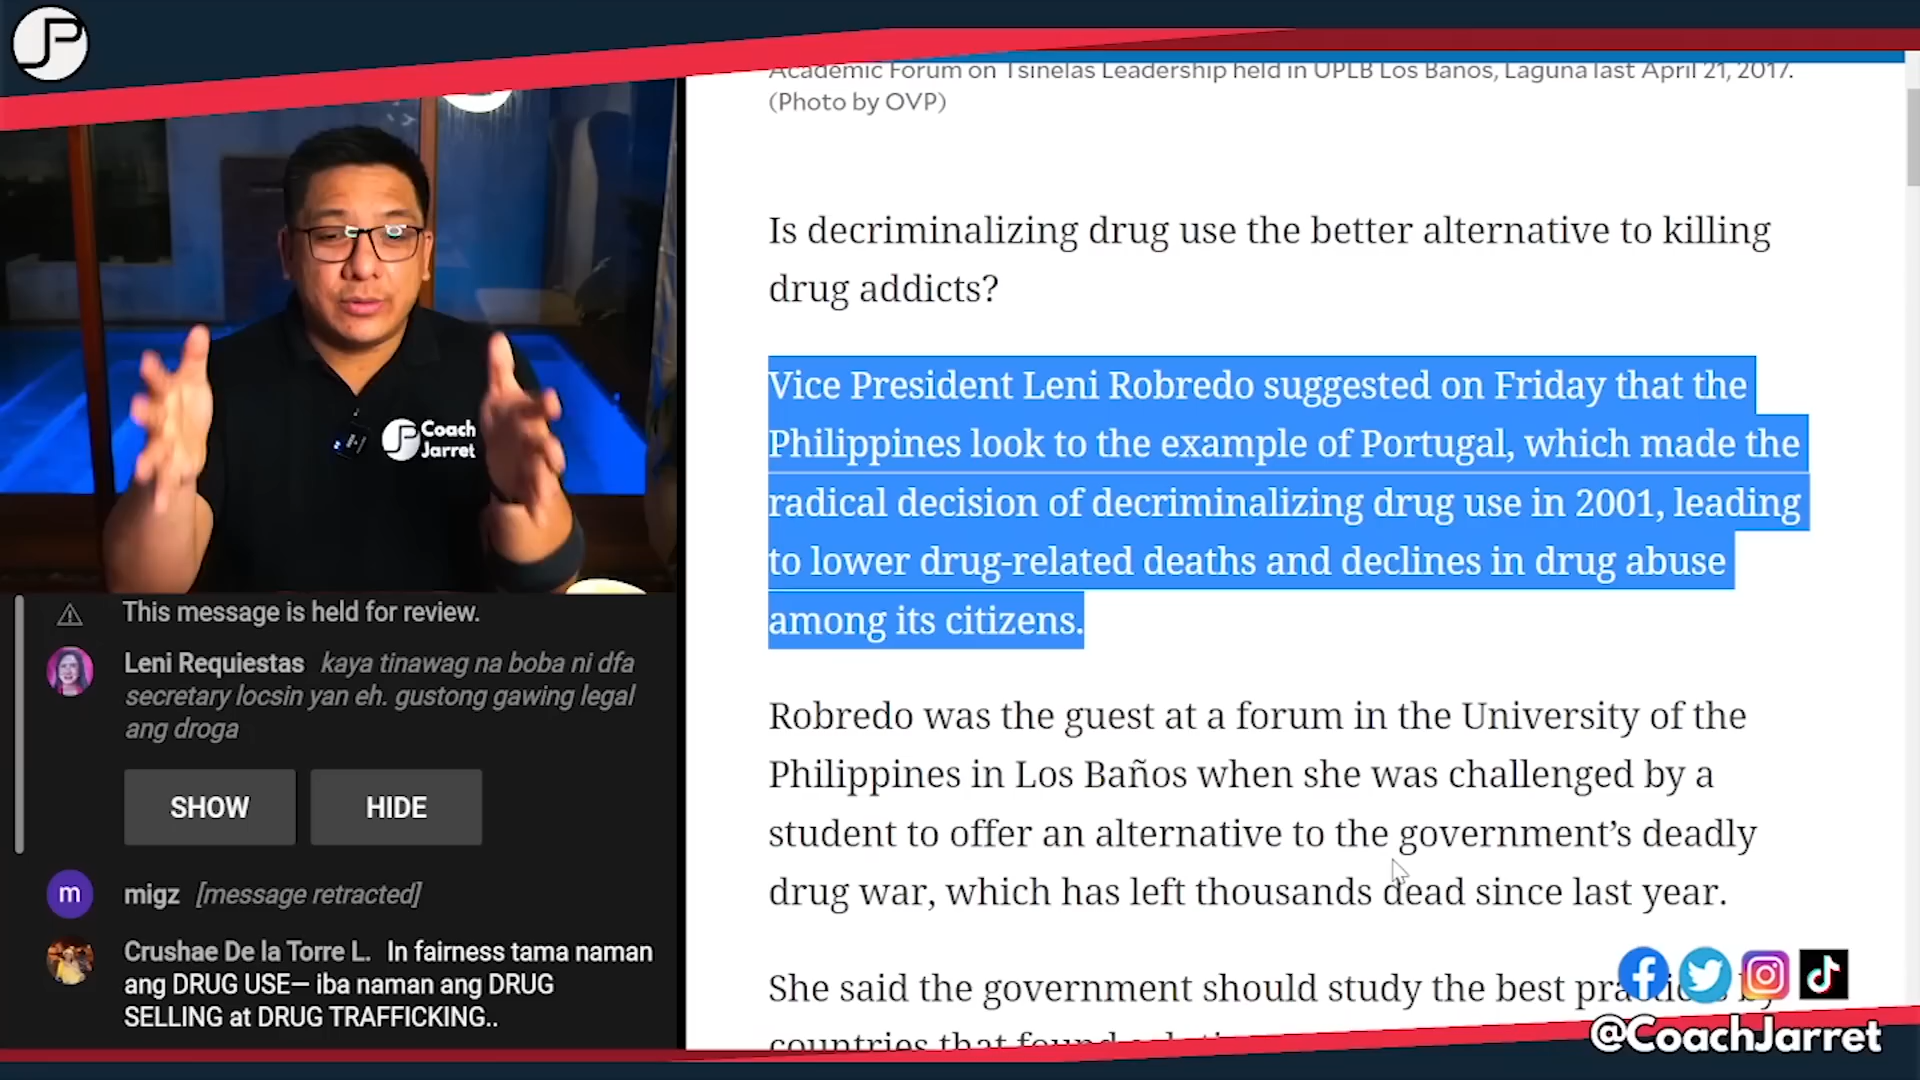 JP
Academic Forum on Tsinelas Leadership held in UPLB Los Banos, Laguna last April 21, 2017.
(Photo by OVP)
Is decriminalizing drug use the better alternative to killing
drug addicts?
Vice President Leni Robredo suggested on Friday that the
Philippines look to the example of Portugal, which made the
radical decision of decriminalizing drug use in 2001, leading
to lower drug-related deaths and declines in drug abuse
among its citizens.
Robredo was the guest at a forum in the University of the
Philippines in Los Baños when she was challenged by a
student to offer an alternative to the government’s deadly
drug war, which has left thousands dead since last year.
She said the government should study the best
countries that
Coach
Jarret
This message is held for review.
Leni Requiestas kaya tinawag na boba ni dfa
secretary locsin yan eh. gustong gawing legal
ang droga
SHOW HIDE
m migz [message retracted]
Crushae De la Torre L. In fairness tama naman
ang DRUG USE— iba naman ang DRUG
SELLING at DRUG TRAFFICKING..
@CoachJarret